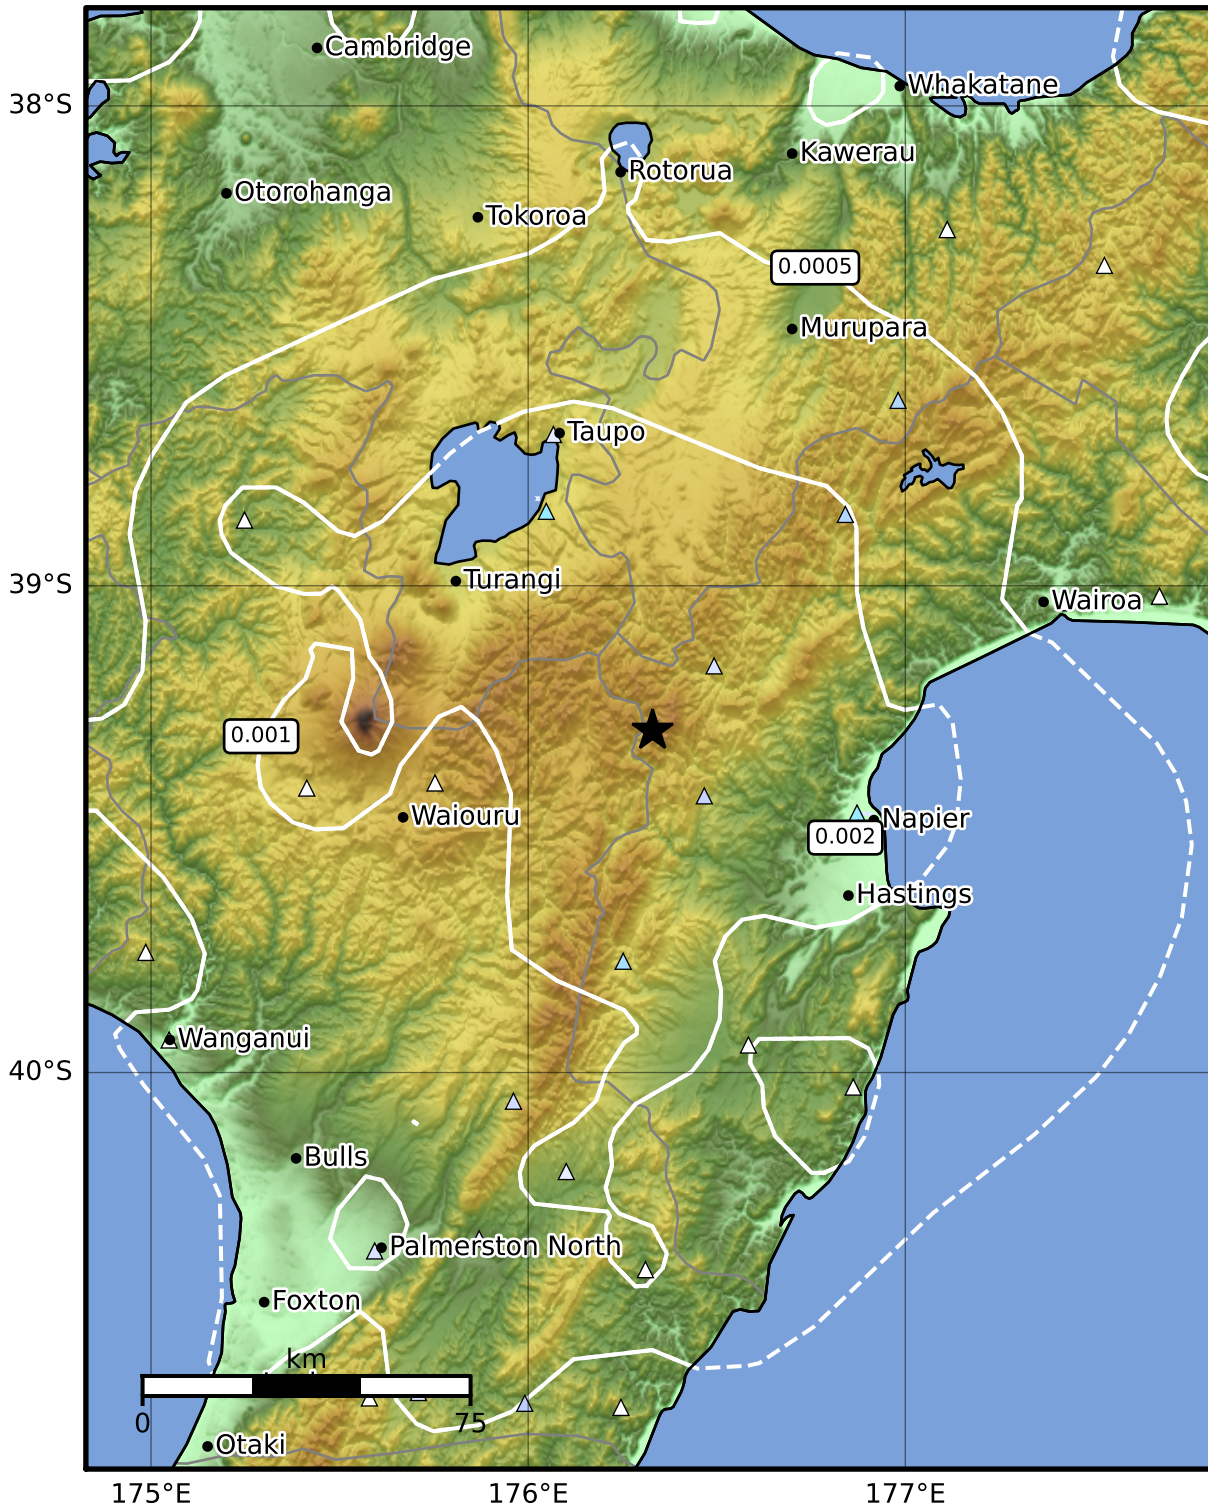 Cambridge
Whakatane
38°S
Kawerau
Rotorua
Otorohanga
Tokoroa
0.0005
Murupara
Taupo
39°S
Turangi
Wairoa
0.001
Waiouru
Napier
0.002
Hastings
Wanganui
40°S
Bulls
Palmerston North
Foxton
km
0
75
Otaki
175°E
176°E
177°E